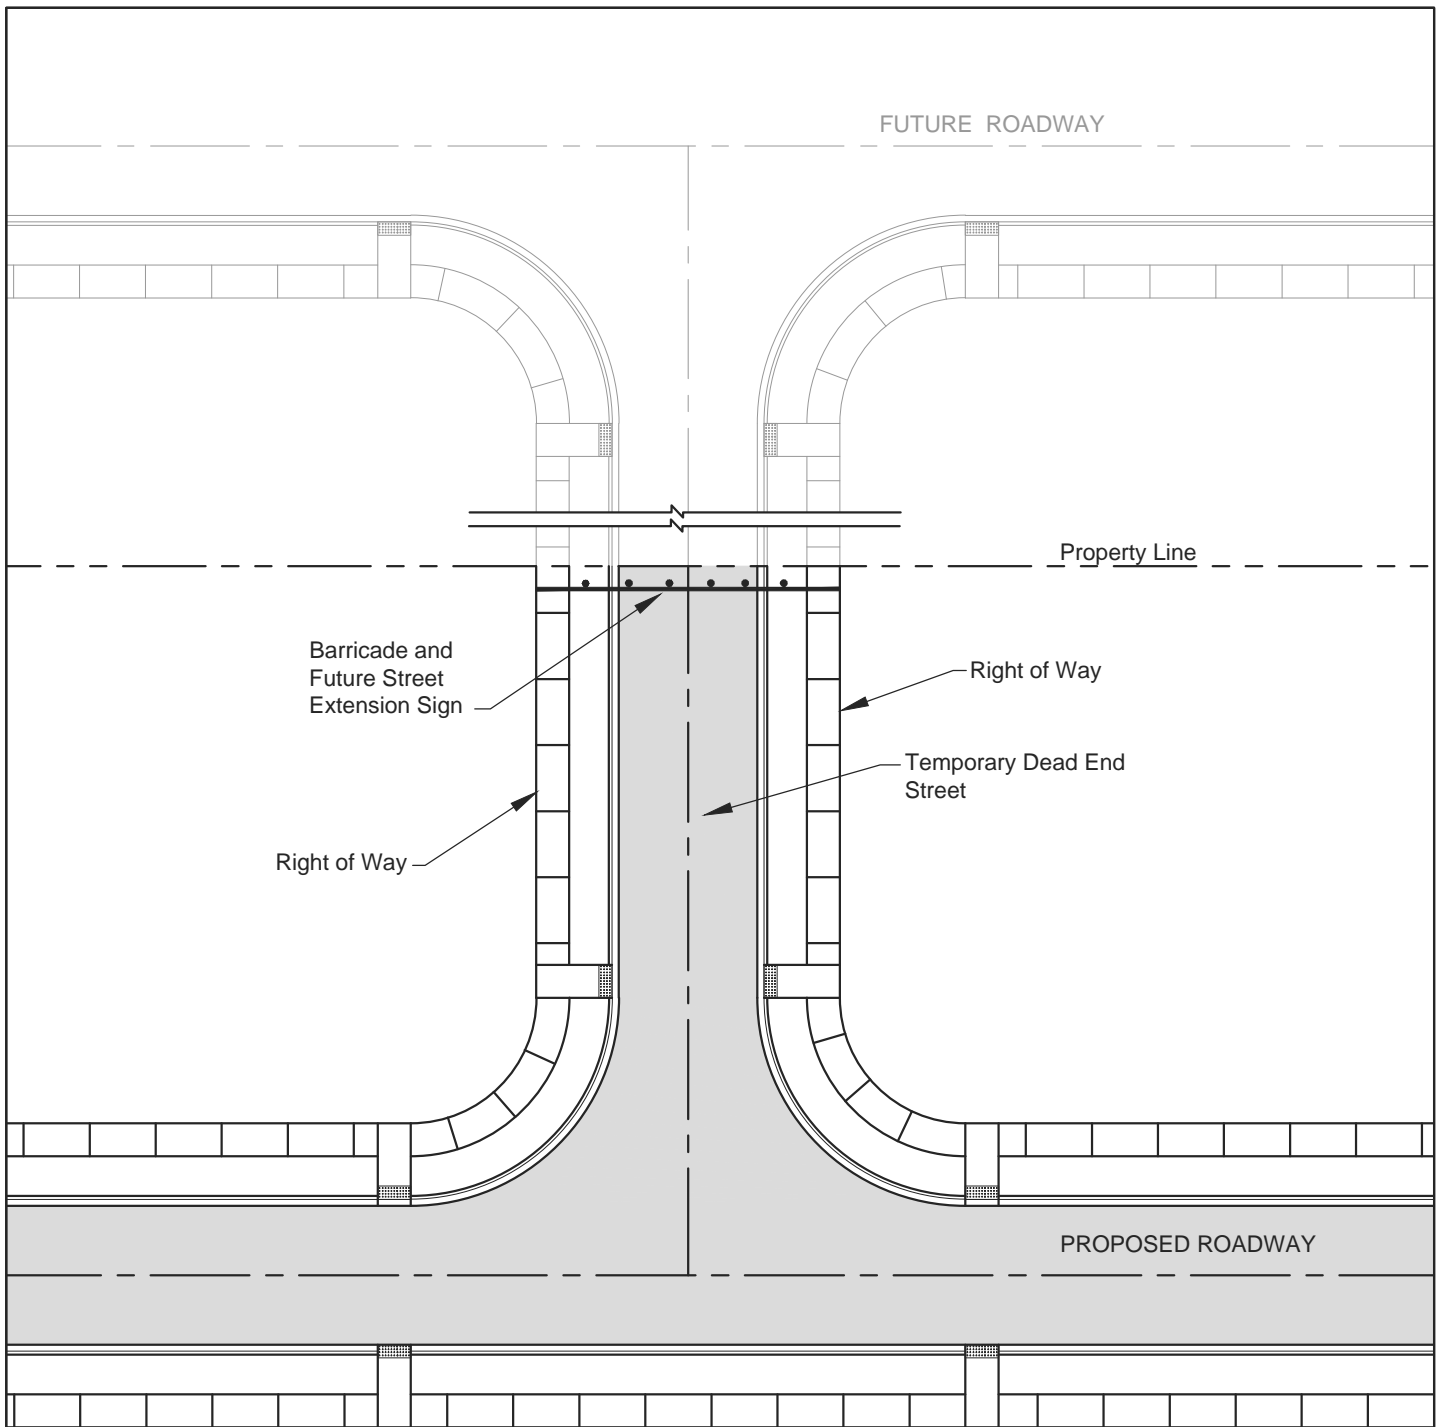 FUTURE ROADWAY
Property Line
Barricade and
Future Street
Extension Sign
Right of Way
Temporary Dead End
Street
Right of Way
PROPOSED ROADWAY